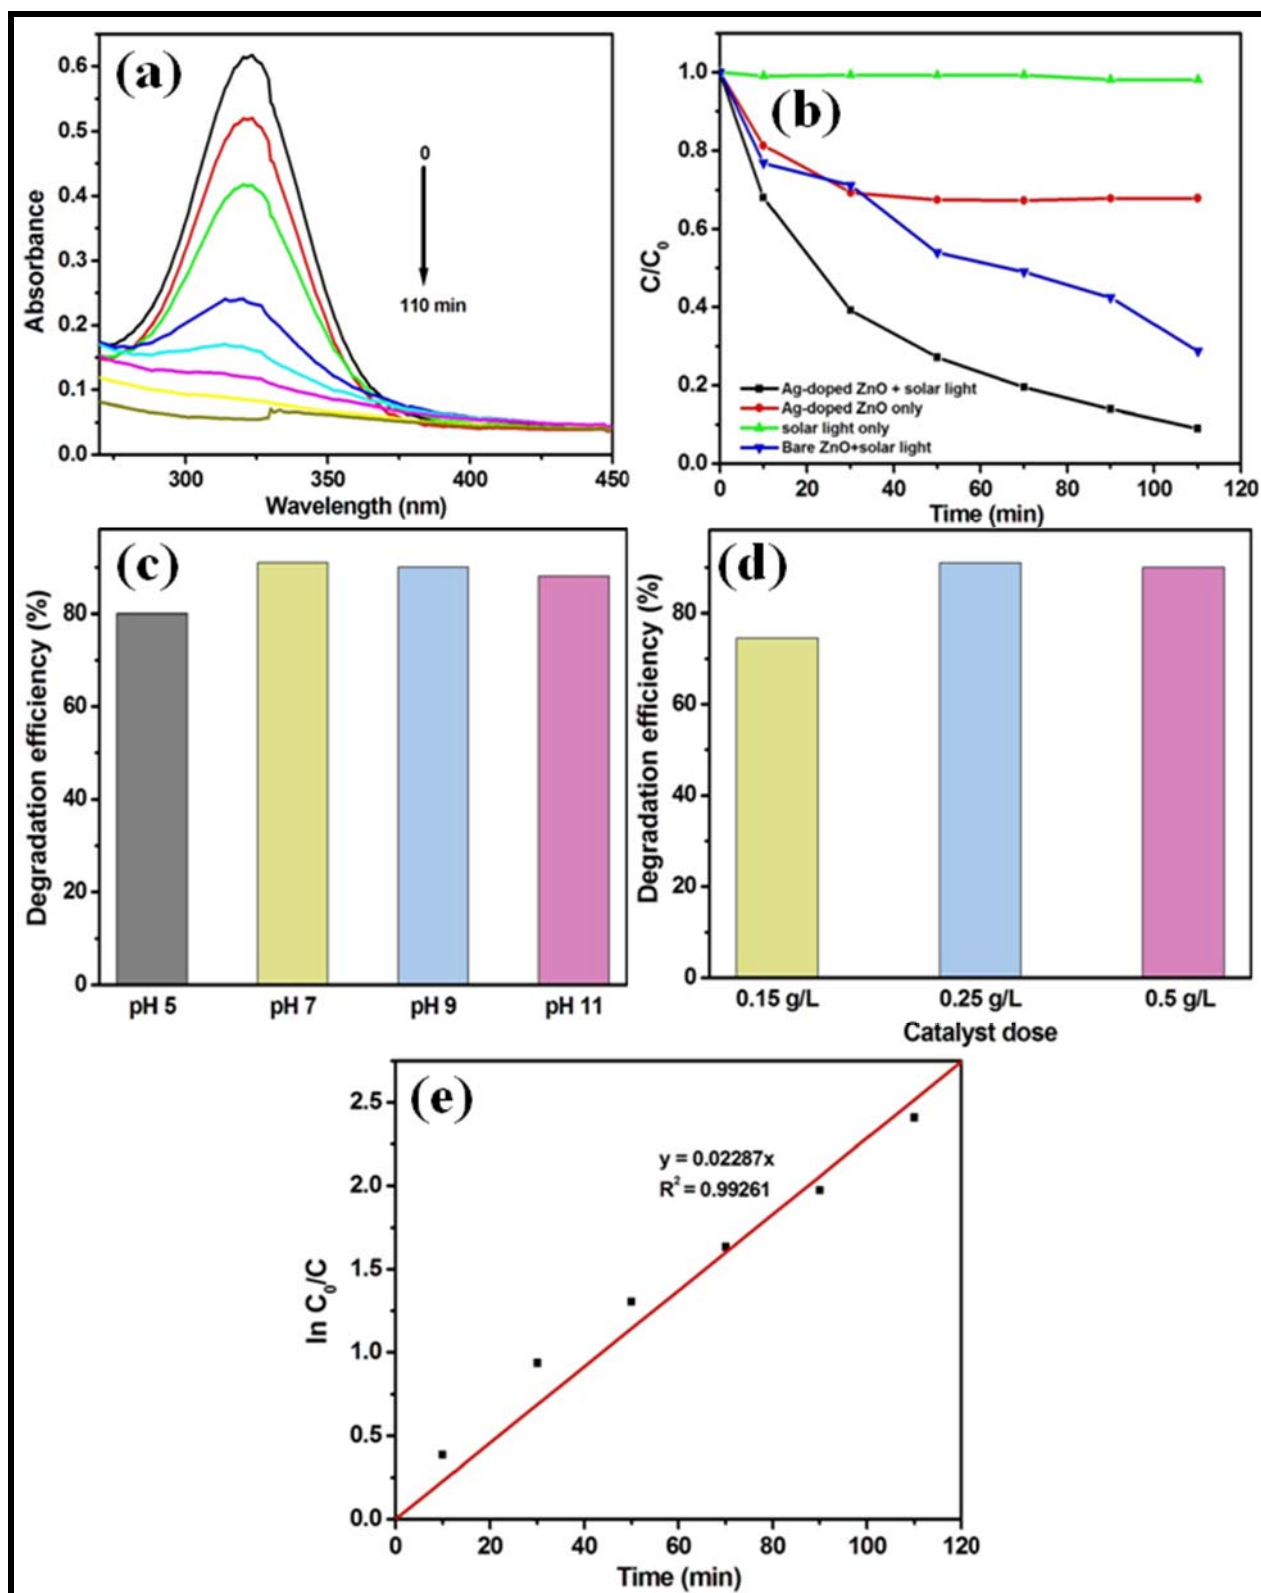 (a)
0.6
0.5
0.4
0.3
0.2
0.1
0.0
Absorbance
0
110 min
300 350 400 450
Wavelength (nm)
(b)
1.0
0.8
0.6
0.4
0.2
0.0
C/C₀
Ag-doped ZnO + solar light
Ag-doped ZnO only
solar light only
Bare ZnO+solar light
0 20 40 60 80 100 120
Time (min)
(c)
80
60
40
20
0
Degradation efficiency (%)
pH 5 pH 7 pH 9 pH 11
(d)
80
60
40
20
0
Degradation efficiency (%)
0.15 g/L 0.25 g/L 0.5 g/L
Catalyst dose
(e)
2.5
2.0
1.5
1.0
0.5
0.0
ln C₀/C
y = 0.02287x
R² = 0.99261
0 20 40 60 80 100 120
Time (min)